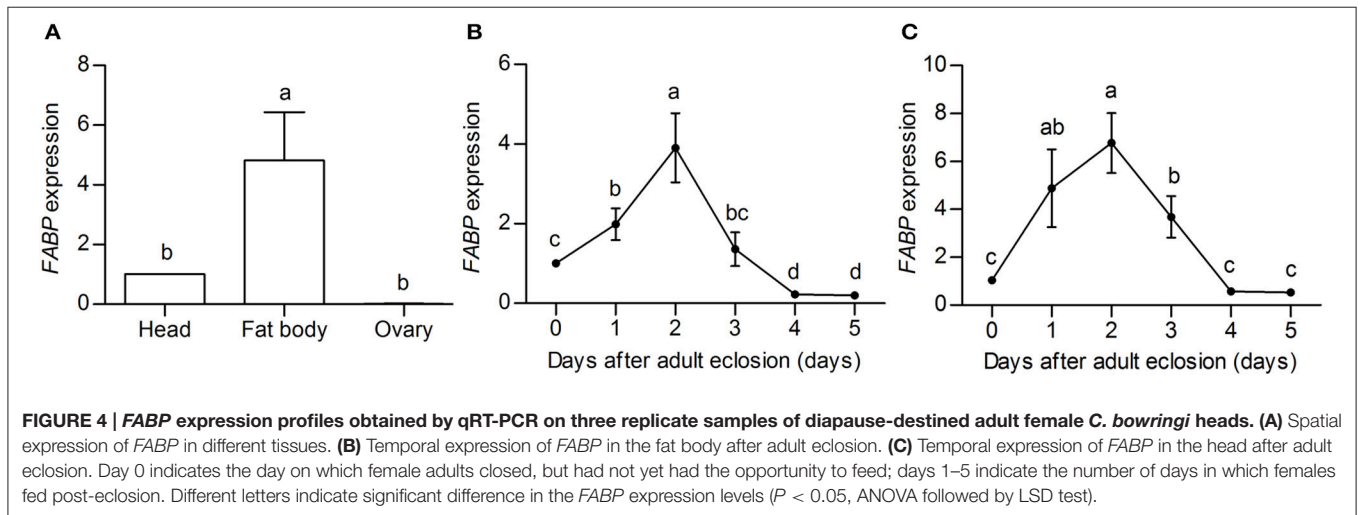 A
B
C
8
6
4
2
0
FABP expression
b
a
b
Head Fat body Ovary
6
4
2
0
FABP expression
c
b
a
bc
d
d
0 1 2 3 4 5
Days after adult eclosion (days)
10
8
6
4
2
0
FABP expression
c
ab
a
b
c
c
0 1 2 3 4 5
Days after adult eclosion (days)
FIGURE 4 | FABP expression profiles obtained by qRT-PCR on three replicate samples of diapause-destined adult female C. bowringi heads. (A) Spatial
expression of FABP in different tissues. (B) Temporal expression of FABP in the fat body after adult eclosion. (C) Temporal expression of FABP in the head after adult
eclosion. Day 0 indicates the day on which female adults closed, but had not yet had the opportunity to feed; days 1–5 indicate the number of days in which females
fed post-eclosion. Different letters indicate significant difference in the FABP expression levels (P < 0.05, ANOVA followed by LSD test).